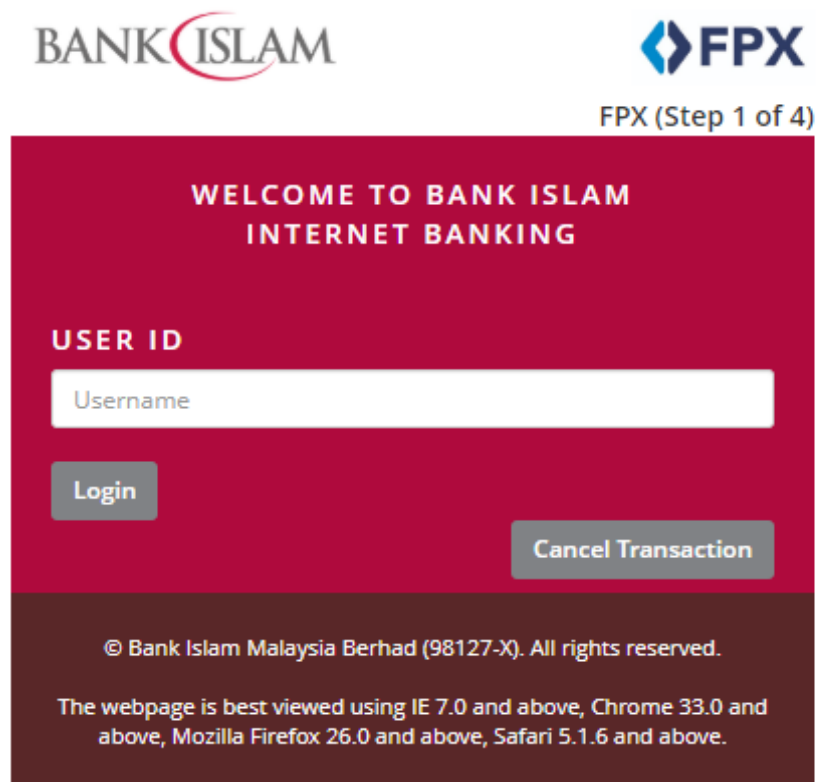 BANK ISLAM
FPX
FPX (Step 1 of 4)
WELCOME TO BANK ISLAM
INTERNET BANKING
USER ID
Username
Login
Cancel Transaction
© Bank Islam Malaysia Berhad (98127-X). All rights reserved.
The webpage is best viewed using IE 7.0 and above, Chrome 33.0 and
above, Mozilla Firefox 26.0 and above, Safari 5.1.6 and above.